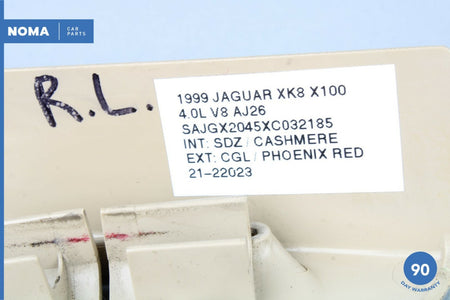 NOMA CAR PARTS
R.L.
1999 JAGUAR XK8 X100
4.0L V8 AJ26
SAJGX2045XC032185
INT: SDZ / CASHMERE
EXT: CGL / PHOENIX RED
21-22023
90
DAY WARRANTY